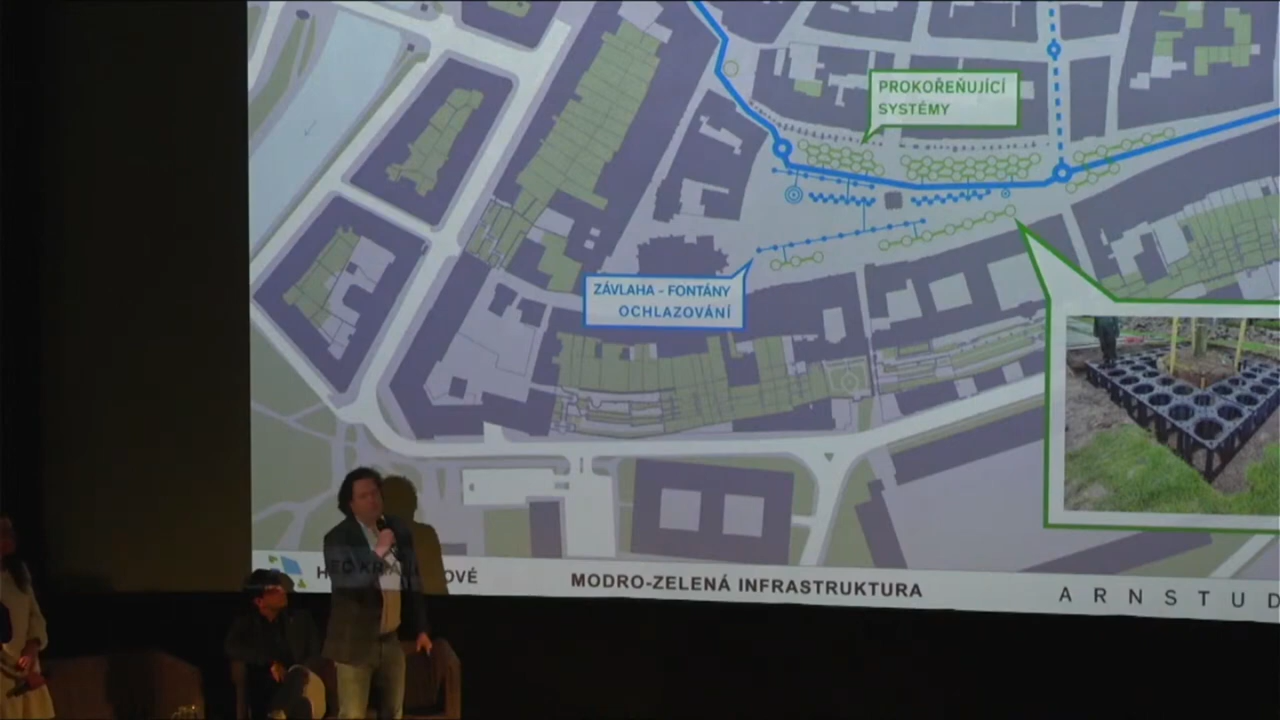 PROKOŘEŇUJÍCÍ
SYSTÉMY
ZÁVLAHA - FONTÁNY
OCHLAZOVÁNÍ
MODRO-ZELENÁ INFRASTRUKTURA